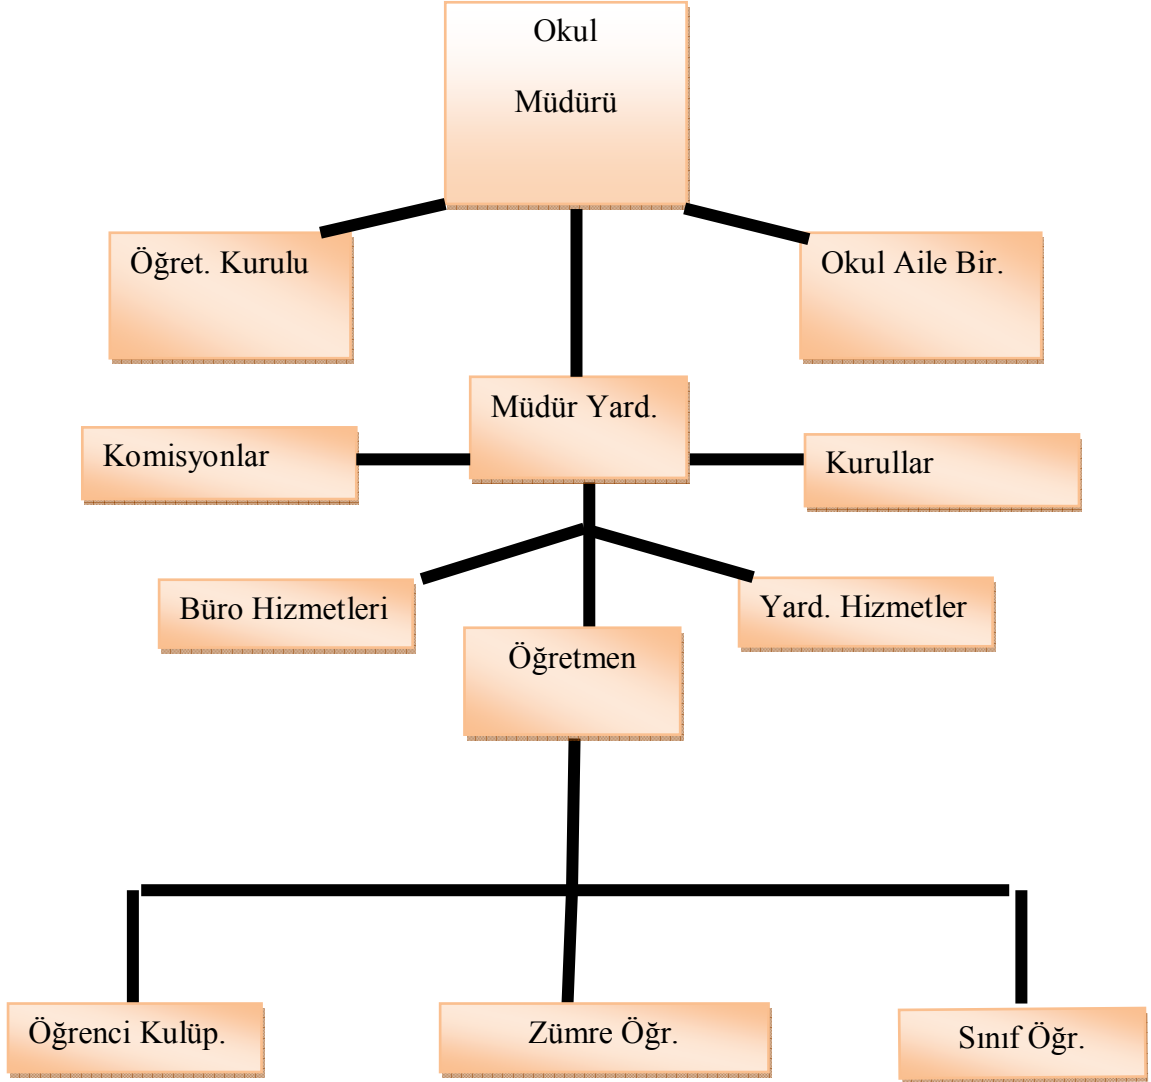 Okul
Müdürü
Öğret. Kurulu
Okul Aile Bir.
Müdür Yard.
Komisyonlar
Kurullar
Büro Hizmetleri
Yard. Hizmetler
Öğretmen
Öğrenci Kulüp.
Zümre Öğr.
Sınıf Öğr.